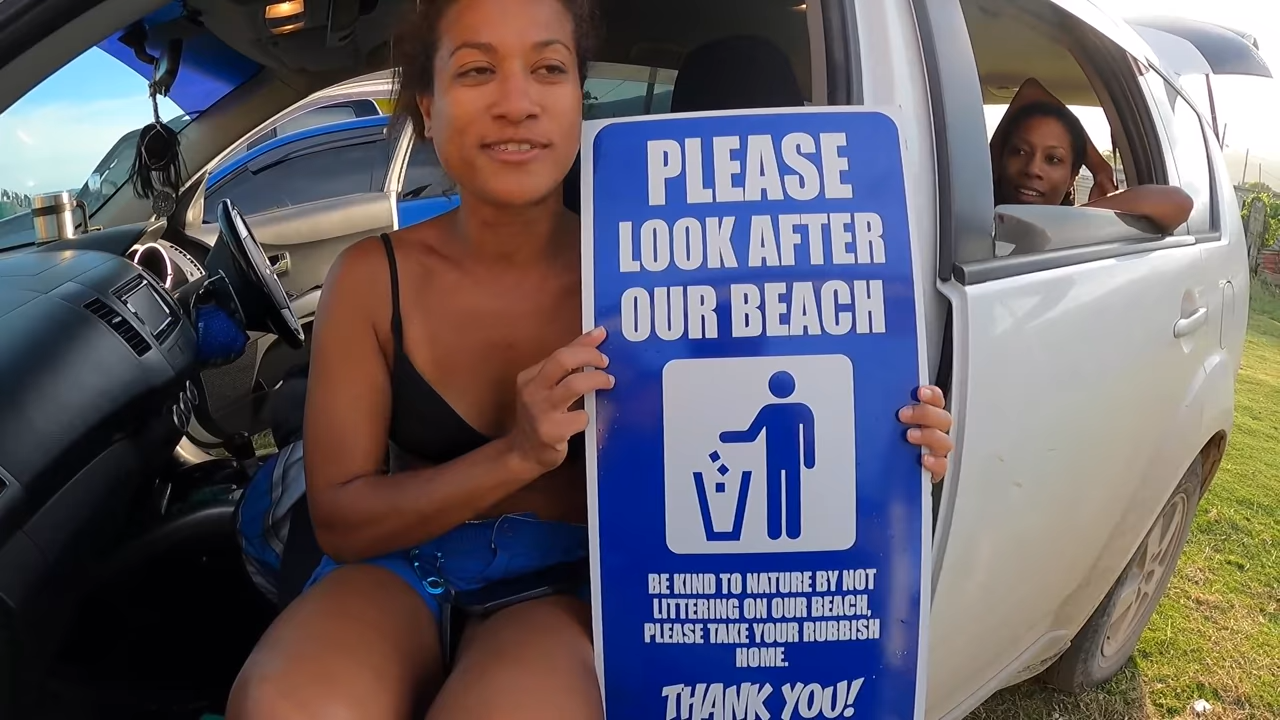 PLEASE
LOOK AFTER
OUR BEACH
BE KIND TO NATURE BY NOT
LITTERING ON OUR BEACH,
PLEASE TAKE YOUR RUBBISH
HOME.
THANK YOU!